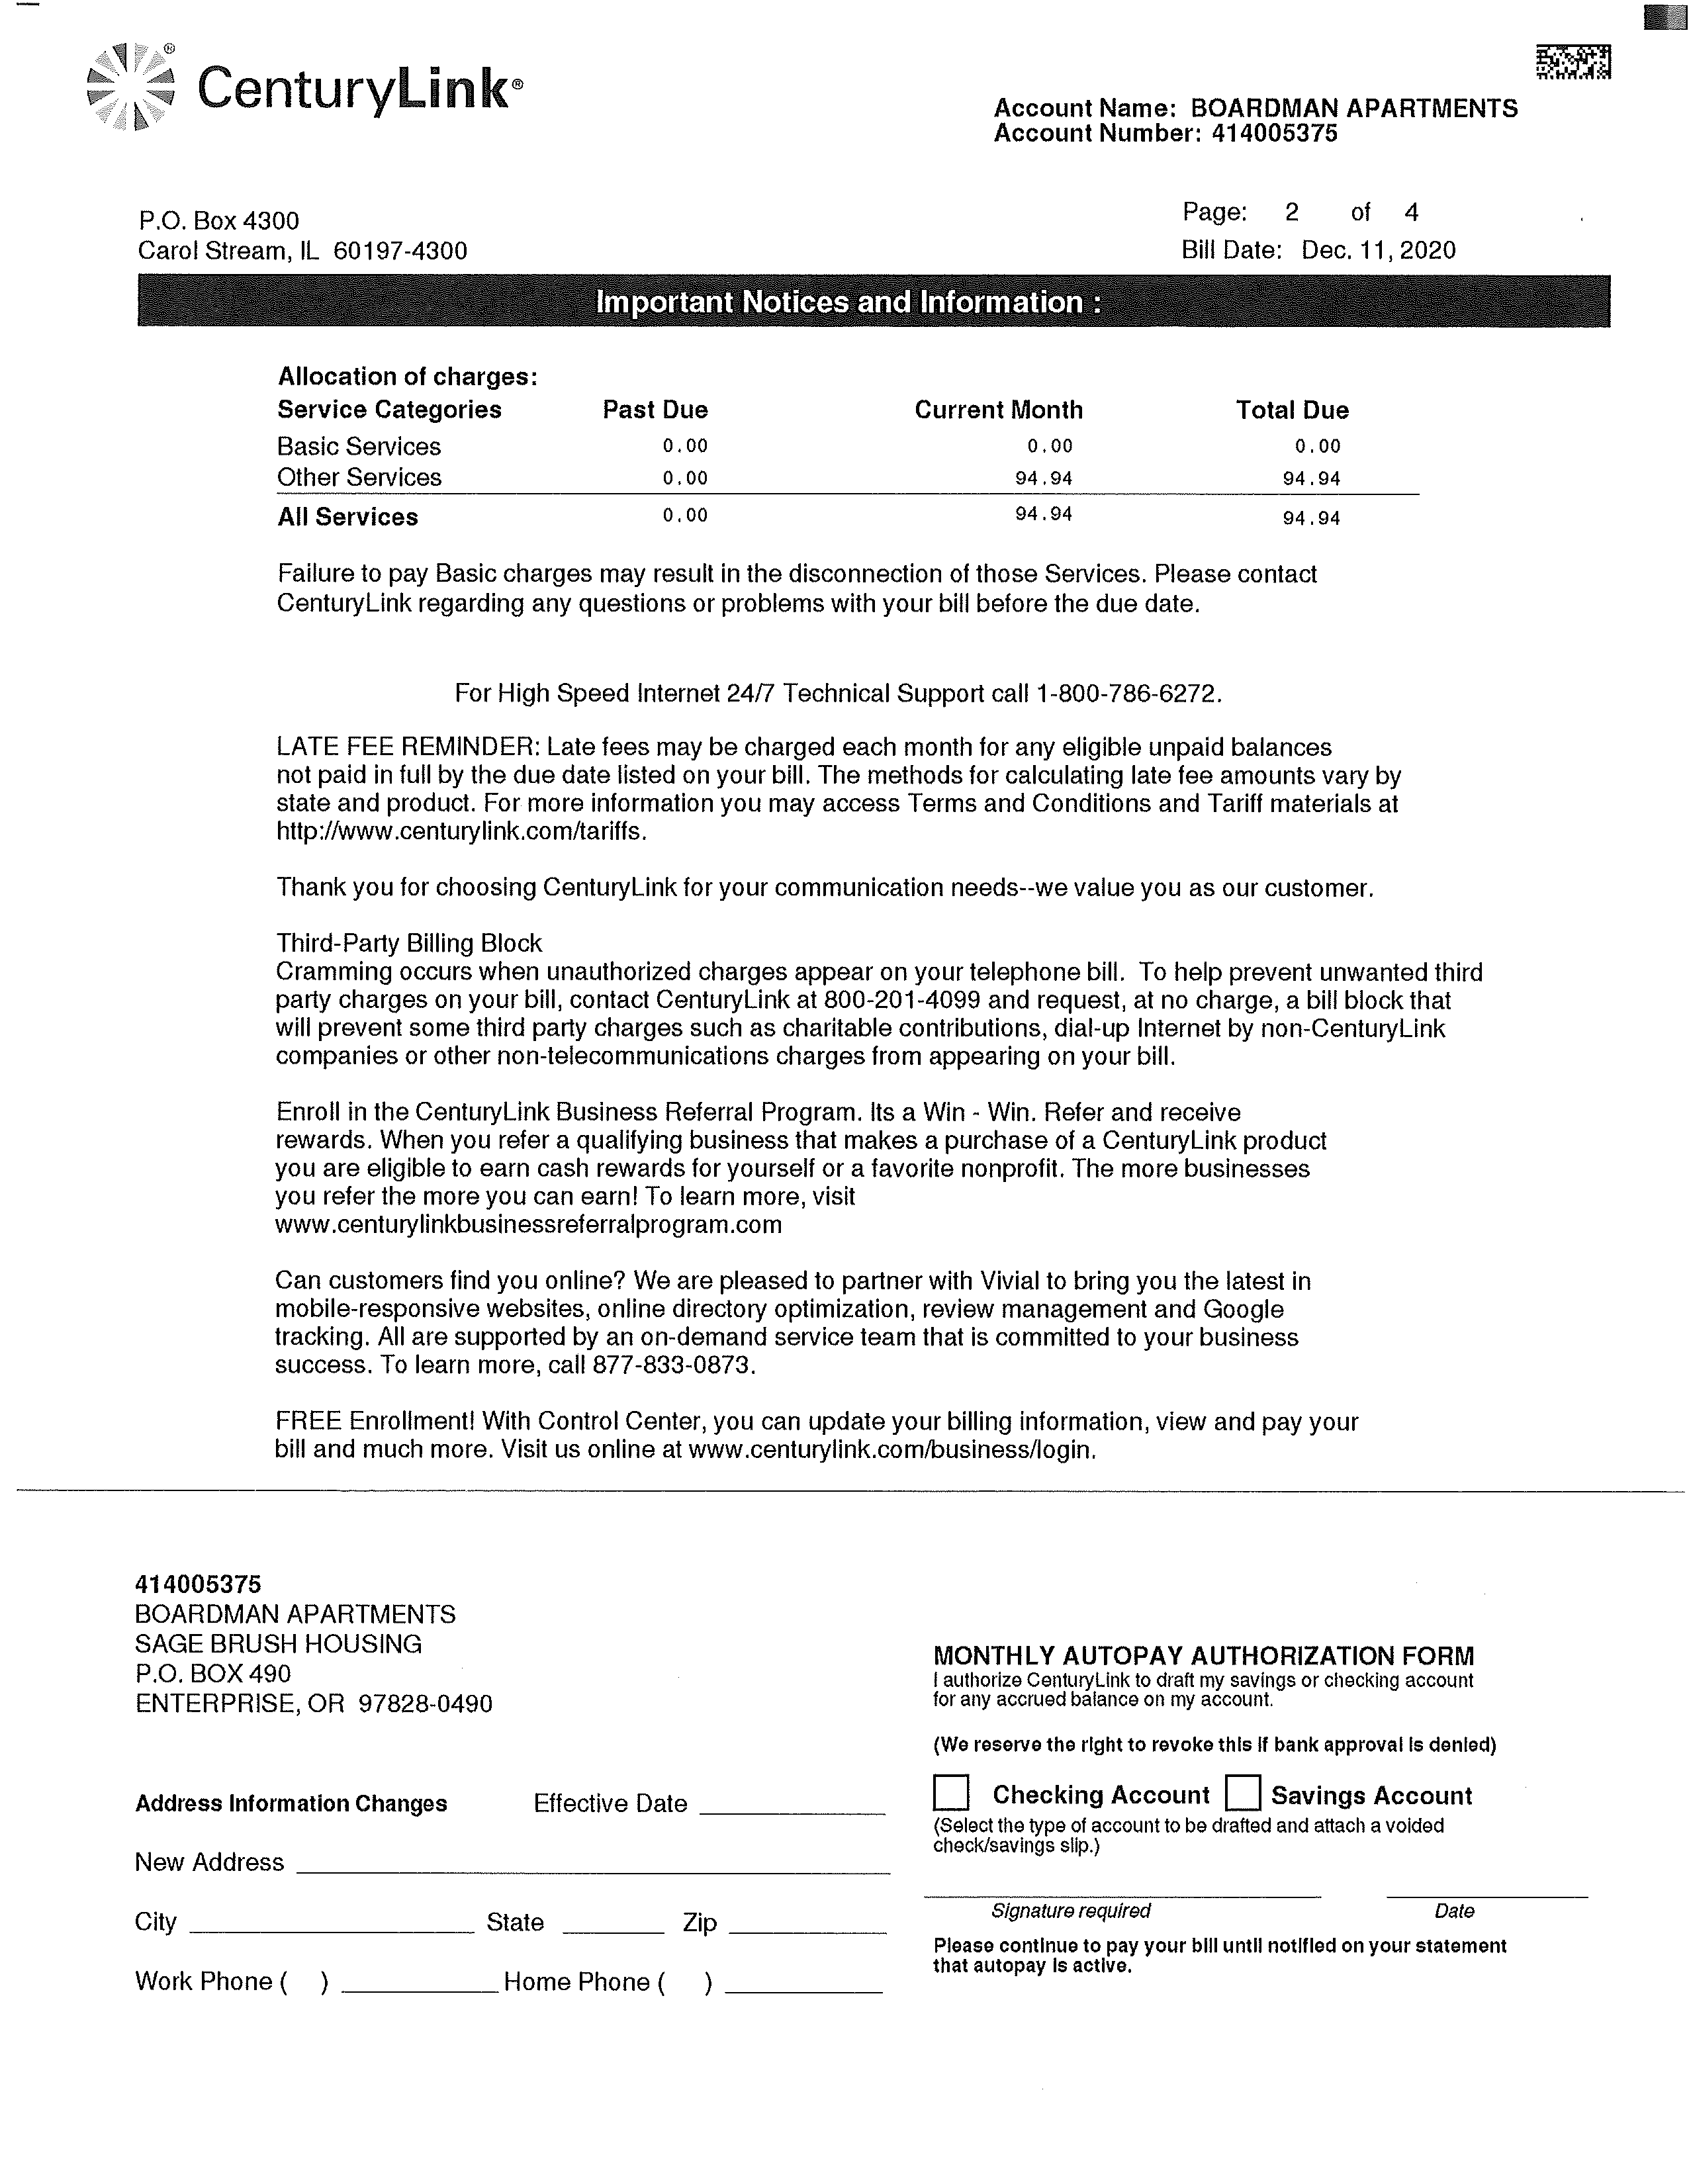 CenturyLink®
Account Name: BOARDMAN APARTMENTS
Account Number: 414005375
P.O. Box 4300
Carol Stream, IL 60197-4300
Page: 2 of 4
Bill Date: Dec. 11, 2020
Important Notices and Information :
Allocation of charges:
Service Categories Past Due Current Month Total Due
Basic Services 0.00 0.00 0.00
Other Services 0.00 94.94 94.94
All Services 0.00 94.94 94.94
Failure to pay Basic charges may result in the disconnection of those Services. Please contact
CenturyLink regarding any questions or problems with your bill before the due date.
For High Speed Internet 24/7 Technical Support call 1-800-786-6272.
LATE FEE REMINDER: Late fees may be charged each month for any eligible unpaid balances
not paid in full by the due date listed on your bill. The methods for calculating late fee amounts vary by
state and product. For more information you may access Terms and Conditions and Tariff materials at
http://www.centurylink.com/tariffs.
Thank you for choosing CenturyLink for your communication needs--we value you as our customer.
Third-Party Billing Block
Cramming occurs when unauthorized charges appear on your telephone bill. To help prevent unwanted third
party charges on your bill, contact CenturyLink at 800-201-4099 and request, at no charge, a bill block that
will prevent some third party charges such as charitable contributions, dial-up Internet by non-CenturyLink
companies or other non-telecommunications charges from appearing on your bill.
Enroll in the CenturyLink Business Referral Program. Its a Win - Win. Refer and receive
rewards. When you refer a qualifying business that makes a purchase of a CenturyLink product
you are eligible to earn cash rewards for yourself or a favorite nonprofit. The more businesses
you refer the more you can earn! To learn more, visit
www.centurylinkbusinessreferralprogram.com
Can customers find you online? We are pleased to partner with Vivial to bring you the latest in
mobile-responsive websites, online directory optimization, review management and Google
tracking. All are supported by an on-demand service team that is committed to your business
success. To learn more, call 877-833-0873.
FREE Enrollment! With Control Center, you can update your billing information, view and pay your
bill and much more. Visit us online at www.centurylink.com/business/login.
414005375
BOARDMAN APARTMENTS
SAGE BRUSH HOUSING
P.O. BOX 490
ENTERPRISE, OR 97828-0490
Address Information Changes Effective Date
New Address
City State Zip
Work Phone ( ) Home Phone ( )
MONTHLY AUTOPAY AUTHORIZATION FORM
I authorize CenturyLink to draft my savings or checking account
for any accrued balance on my account.
(We reserve the right to revoke this if bank approval is denied)
Checking Account Savings Account
(Select the type of account to be drafted and attach a voided
check/savings slip.)
Signature required Date
Please continue to pay your bill until notified on your statement
that autopay is active.